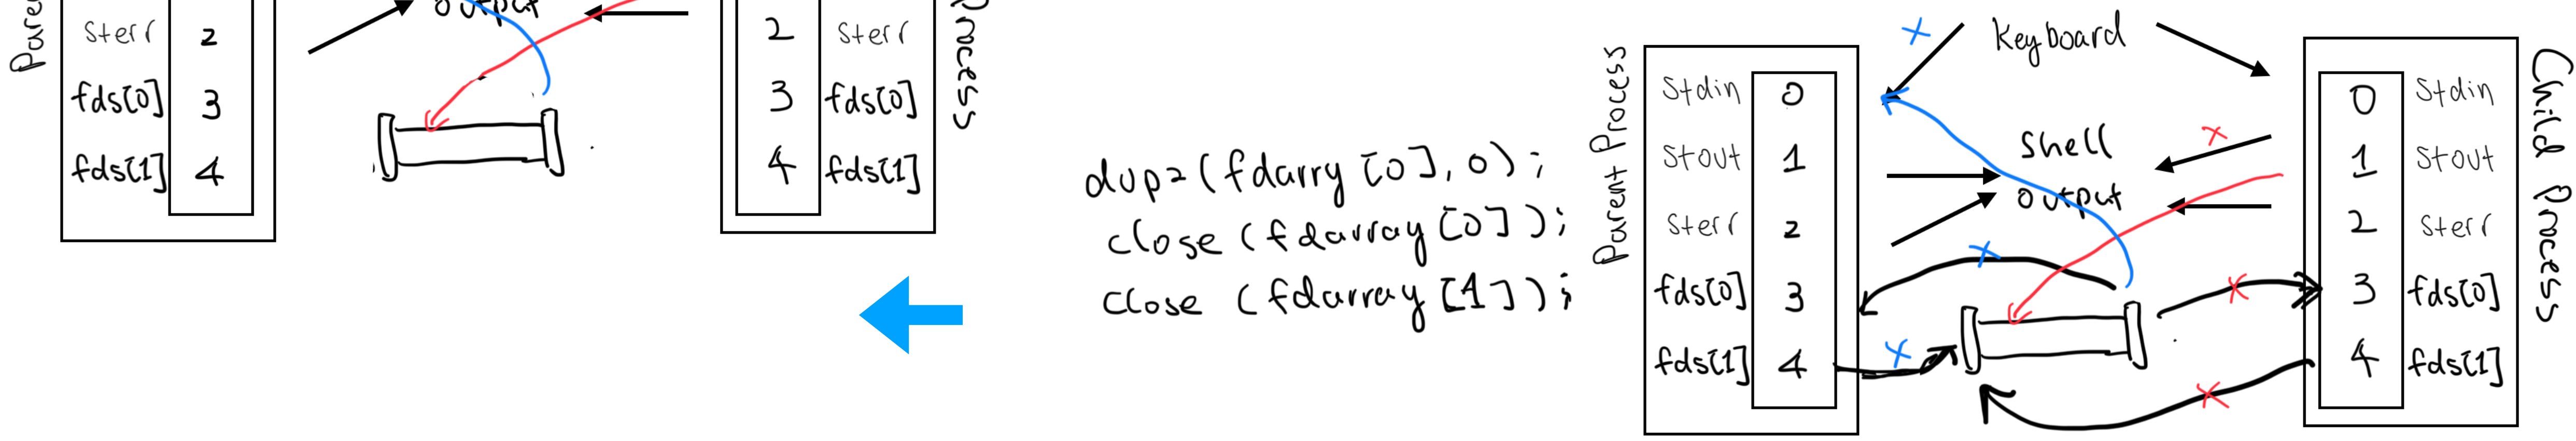 Pare
output
Sterr 2
fds[0] 3
fds[1] 4
2 Sterr
3 fds[0]
4 fds[1]
Process
dup2(fdarry[0], 0);
close (fdarray [0]);
close (fdarray [1]);
Parent Process
Stdin 0
Stout 1
Sterr 2
fds[0] 3
fds[1] 4
Keyboard
Shell
output
0 Stdin
1 Stout
2 Sterr
3 fds[0]
4 fds[1]
Child Process